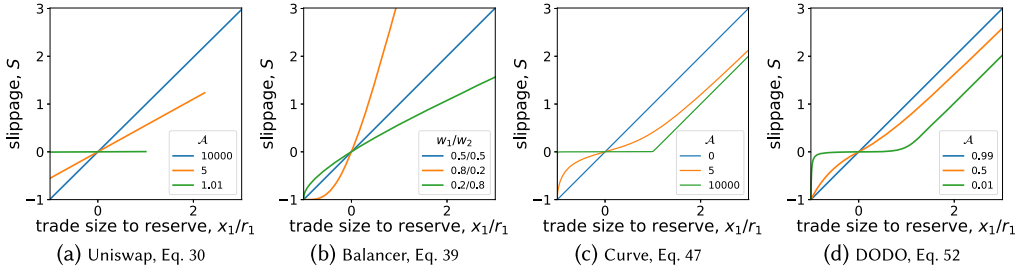 slippage, S
3
2
1
0
−1
0
2
trade size to reserve, x₁/r₁
𝒜
10000
5
1.01
(a) Uniswap, Eq. 30
slippage, S
3
2
1
0
−1
0
2
trade size to reserve, x₁/r₁
w₁/w₂
0.5/0.5
0.8/0.2
0.2/0.8
(b) Balancer, Eq. 39
slippage, S
3
2
1
0
−1
0
2
trade size to reserve, x₁/r₁
𝒜
0
5
10000
(c) Curve, Eq. 47
slippage, S
3
2
1
0
−1
0
2
trade size to reserve, x₁/r₁
𝒜
0.99
0.5
0.01
(d) DODO, Eq. 52